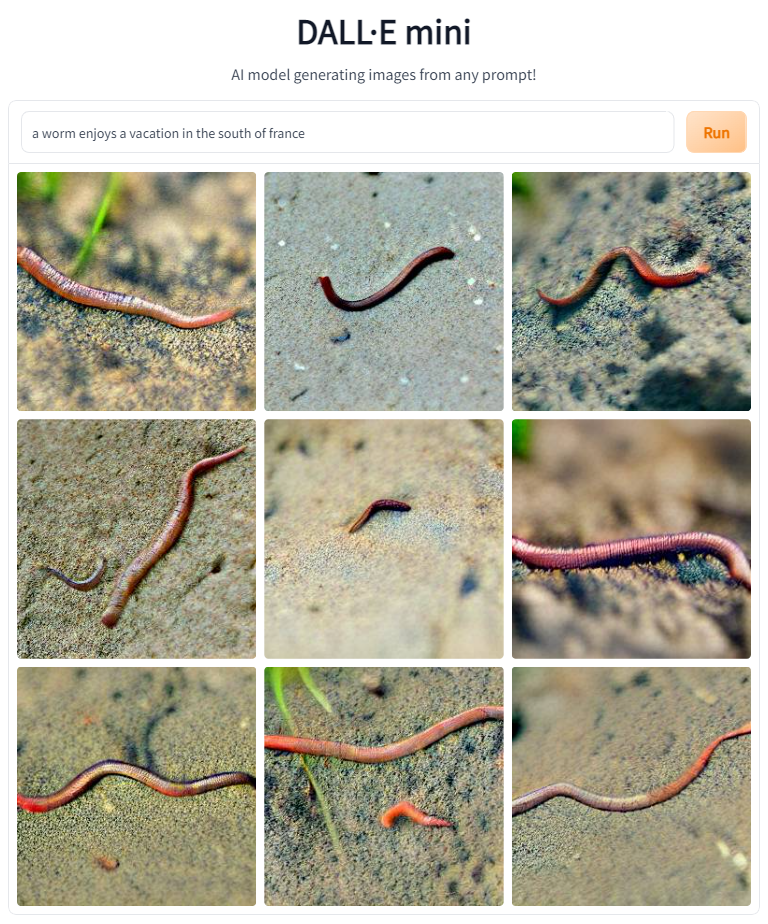 DALL·E mini
AI model generating images from any prompt!
a worm enjoys a vacation in the south of france
Run